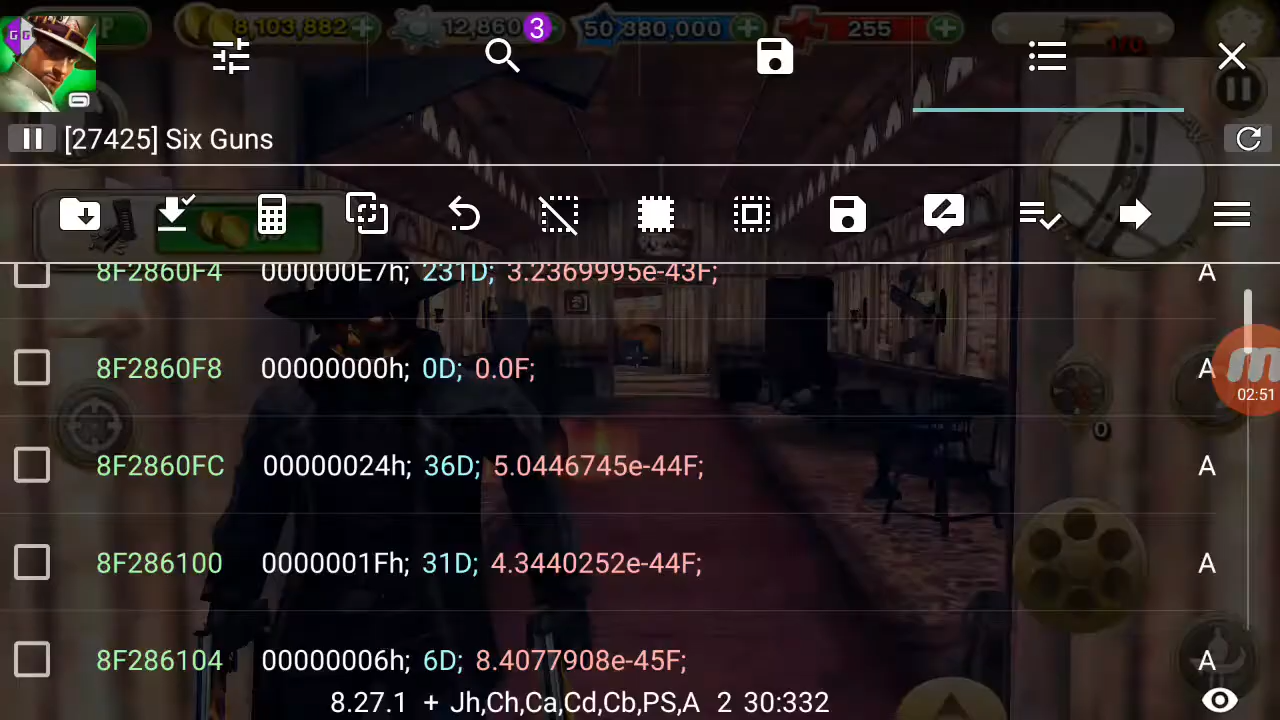 8,103,882 12,860 3 50,380,000 255
[27425] Six Guns
8F2860F4 000000E7h; 231D; 3.2369995e-43F; A
8F2860F8 00000000h; 0D; 0.0F; A
02:51
8F2860FC 00000024h; 36D; 5.0446745e-44F; A
0
8F286100 0000001Fh; 31D; 4.3440252e-44F; A
8F286104 00000006h; 6D; 8.4077908e-45F; A
8.27.1 + Jh,Ch,Ca,Cd,Cb,PS,A 2 30:332